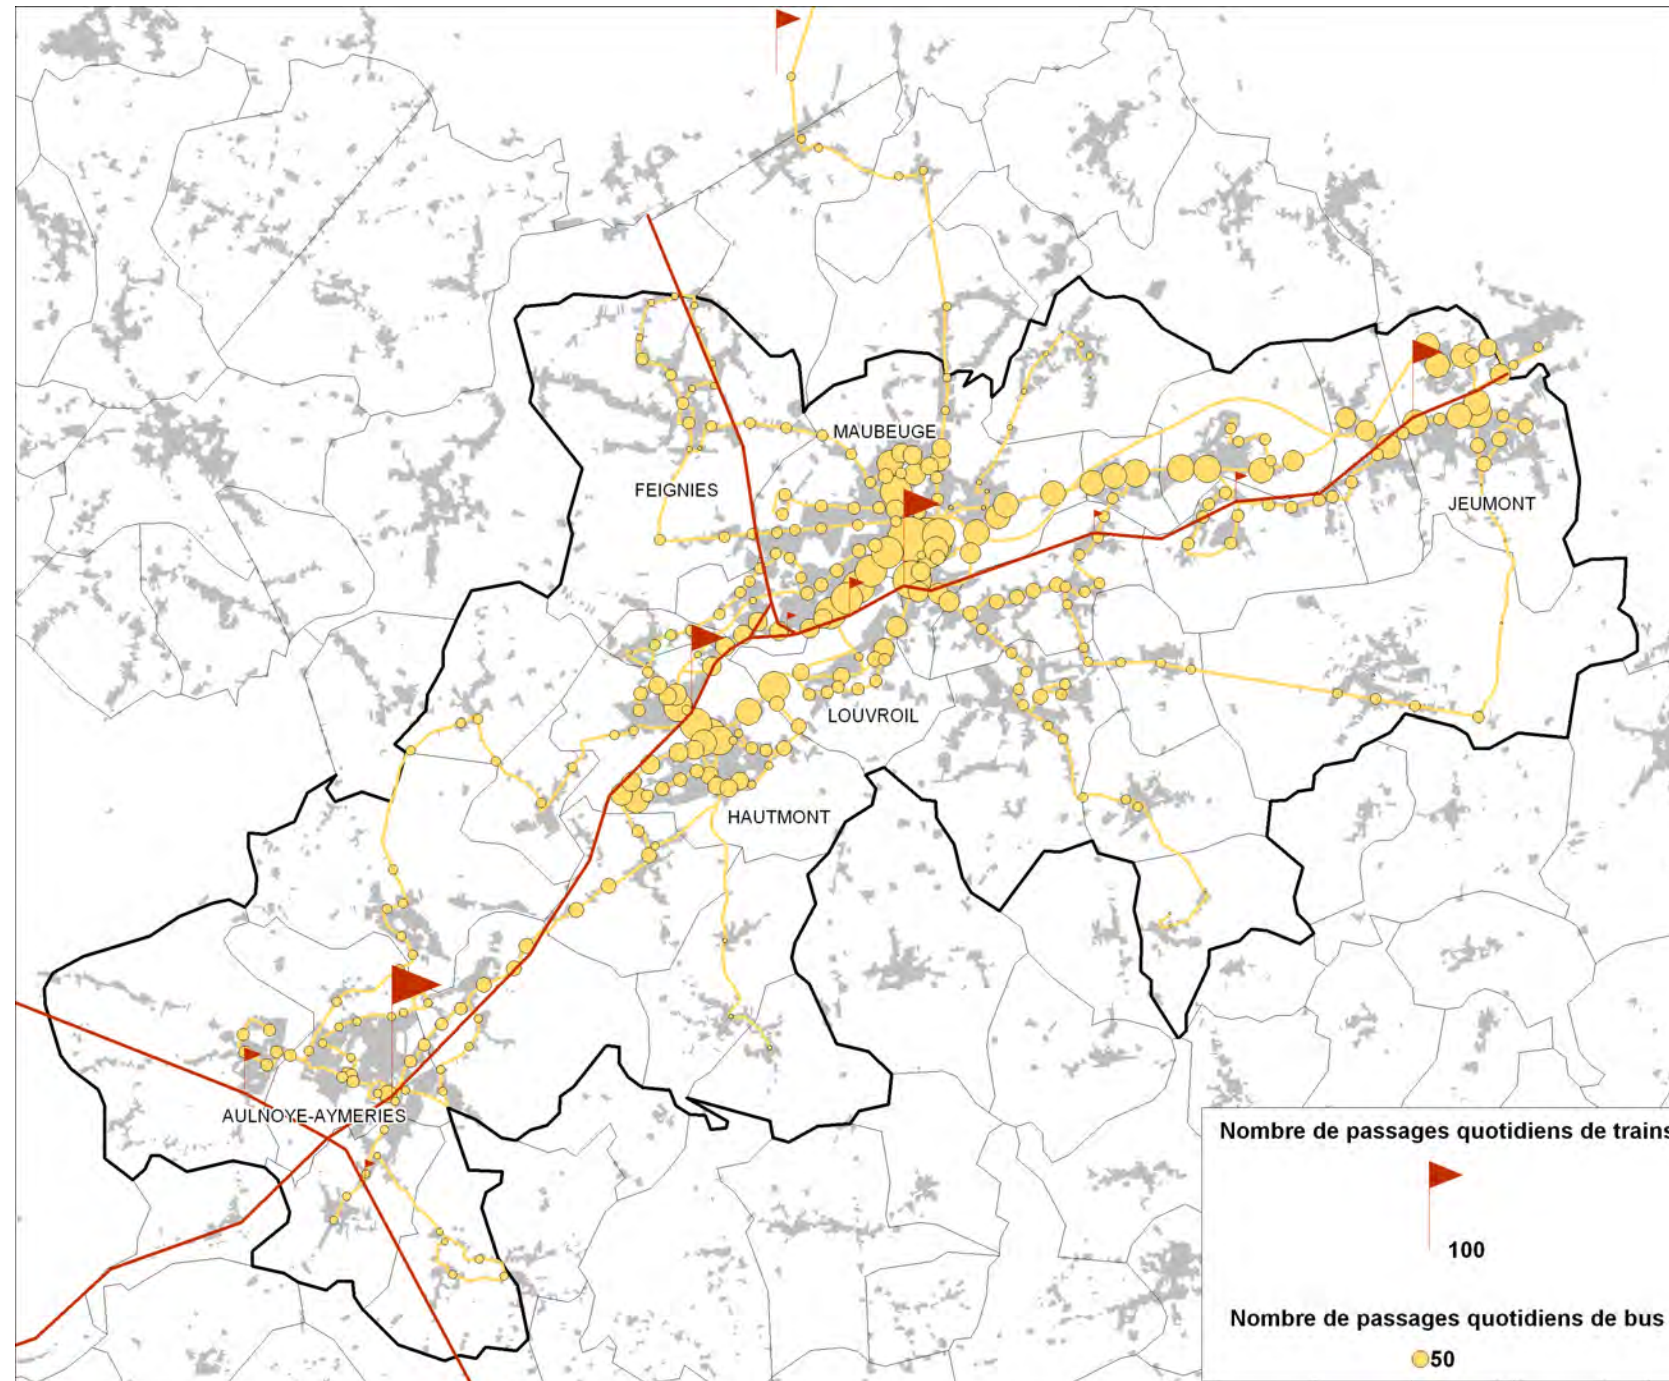 MAUBEUGE
FEIGNIES
JEUMONT
LOUVROIL
HAUTMONT
AULNOYE-AYMERIES
Nombre de passages quotidiens de trains
100
Nombre de passages quotidiens de bus
50